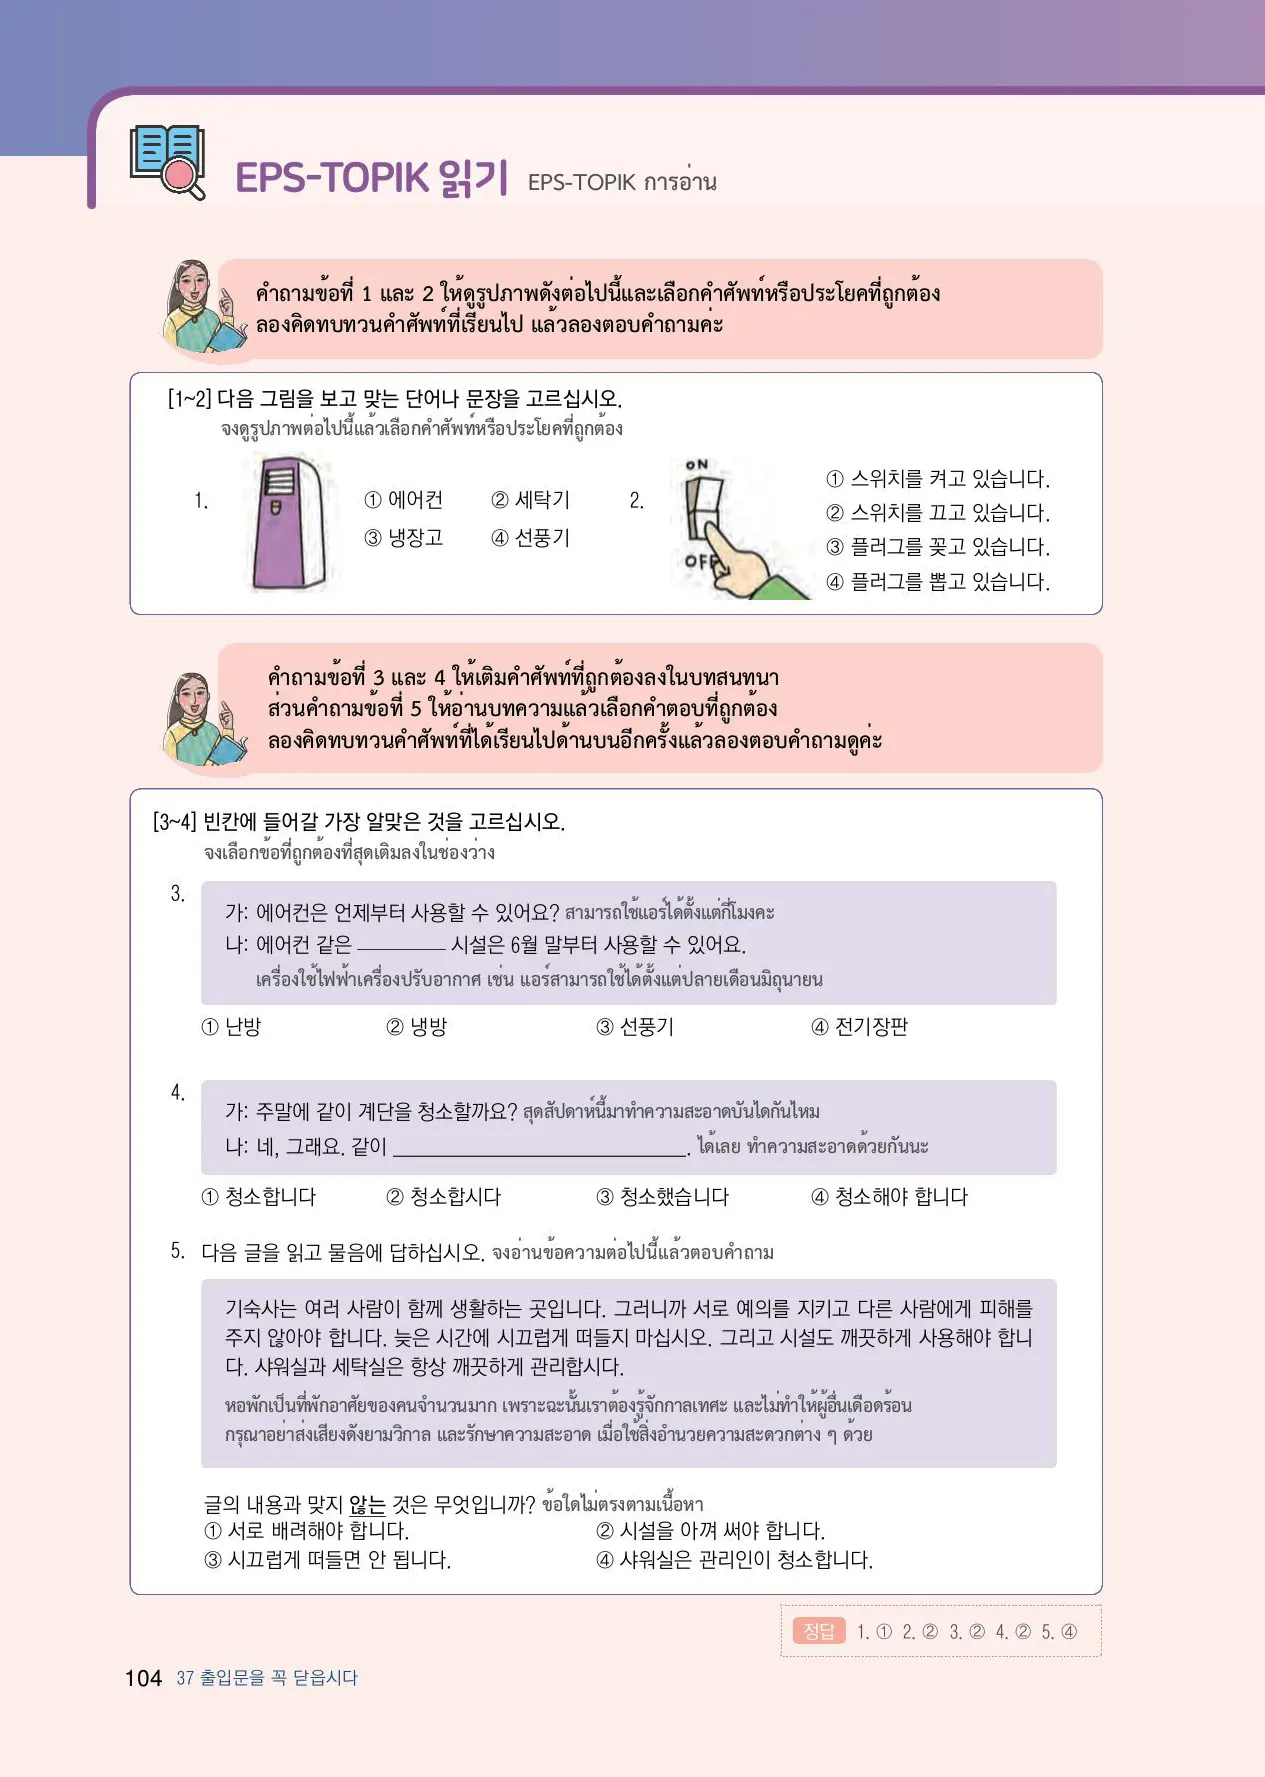 EPS-TOPIK 읽기 EPS-TOPIK การอ่าน
คำถามข้อที่ 1 และ 2 ให้ดูรูปภาพดังต่อไปนี้และเลือกคำศัพท์หรือประโยคที่ถูกต้อง
ลองคิดทบทวนคำศัพท์ที่เรียนไป แล้วลองตอบคำถามค่ะ
[1~2] 다음 그림을 보고 맞는 단어나 문장을 고르십시오.
จงดูรูปภาพต่อไปนี้แล้วเลือกคำศัพท์หรือประโยคที่ถูกต้อง
1.
① 에어컨 ② 세탁기
③ 냉장고 ④ 선풍기
2.
ON
OFF
① 스위치를 켜고 있습니다.
② 스위치를 끄고 있습니다.
③ 플러그를 꽂고 있습니다.
④ 플러그를 뽑고 있습니다.
คำถามข้อที่ 3 และ 4 ให้เติมคำศัพท์ที่ถูกต้องลงในบทสนทนา
ส่วนคำถามข้อที่ 5 ให้อ่านบทความแล้วเลือกคำตอบที่ถูกต้อง
ลองคิดทบทวนคำศัพท์ที่ได้เรียนไปด้านบนอีกครั้งแล้วลองตอบคำถามดูค่ะ
[3~4] 빈칸에 들어갈 가장 알맞은 것을 고르십시오.
จงเลือกข้อที่ถูกต้องที่สุดเติมลงในช่องว่าง
3.
가: 에어컨은 언제부터 사용할 수 있어요? สามารถใช้แอร์ได้ตั้งแต่กี่โมงคะ
나: 에어컨 같은 ________ 시설은 6월 말부터 사용할 수 있어요.
เครื่องใช้ไฟฟ้าเครื่องปรับอากาศ เช่น แอร์สามารถใช้ได้ตั้งแต่ปลายเดือนมิถุนายน
① 난방 ② 냉방 ③ 선풍기 ④ 전기장판
4.
가: 주말에 같이 계단을 청소할까요? สุดสัปดาห์นี้มาทำความสะอาดบันไดกันไหม
나: 네, 그래요. 같이 ________________________. ได้เลย ทำความสะอาดด้วยกันนะ
① 청소합니다 ② 청소합시다 ③ 청소했습니다 ④ 청소해야 합니다
5. 다음 글을 읽고 물음에 답하십시오. จงอ่านข้อความต่อไปนี้แล้วตอบคำถาม
기숙사는 여러 사람이 함께 생활하는 곳입니다. 그러니까 서로 예의를 지키고 다른 사람에게 피해를
주지 않아야 합니다. 늦은 시간에 시끄럽게 떠들지 마십시오. 그리고 시설도 깨끗하게 사용해야 합니
다. 샤워실과 세탁실은 항상 깨끗하게 관리합시다.
หอพักเป็นที่พักอาศัยของคนจำนวนมาก เพราะฉะนั้นเราต้องรู้จักกาลเทศะ และไม่ทำให้ผู้อื่นเดือดร้อน
กรุณาอย่าส่งเสียงดังยามวิกาล และรักษาความสะอาด เมื่อใช้สิ่งอำนวยความสะดวกต่าง ๆ ด้วย
글의 내용과 맞지 않는 것은 무엇입니까? ข้อใดไม่ตรงตามเนื้อหา
① 서로 배려해야 합니다. ② 시설을 아껴 써야 합니다.
③ 시끄럽게 떠들면 안 됩니다. ④ 샤워실은 관리인이 청소합니다.
정답 1. ① 2. ② 3. ② 4. ② 5. ④
104 37 출입문을 꼭 닫읍시다